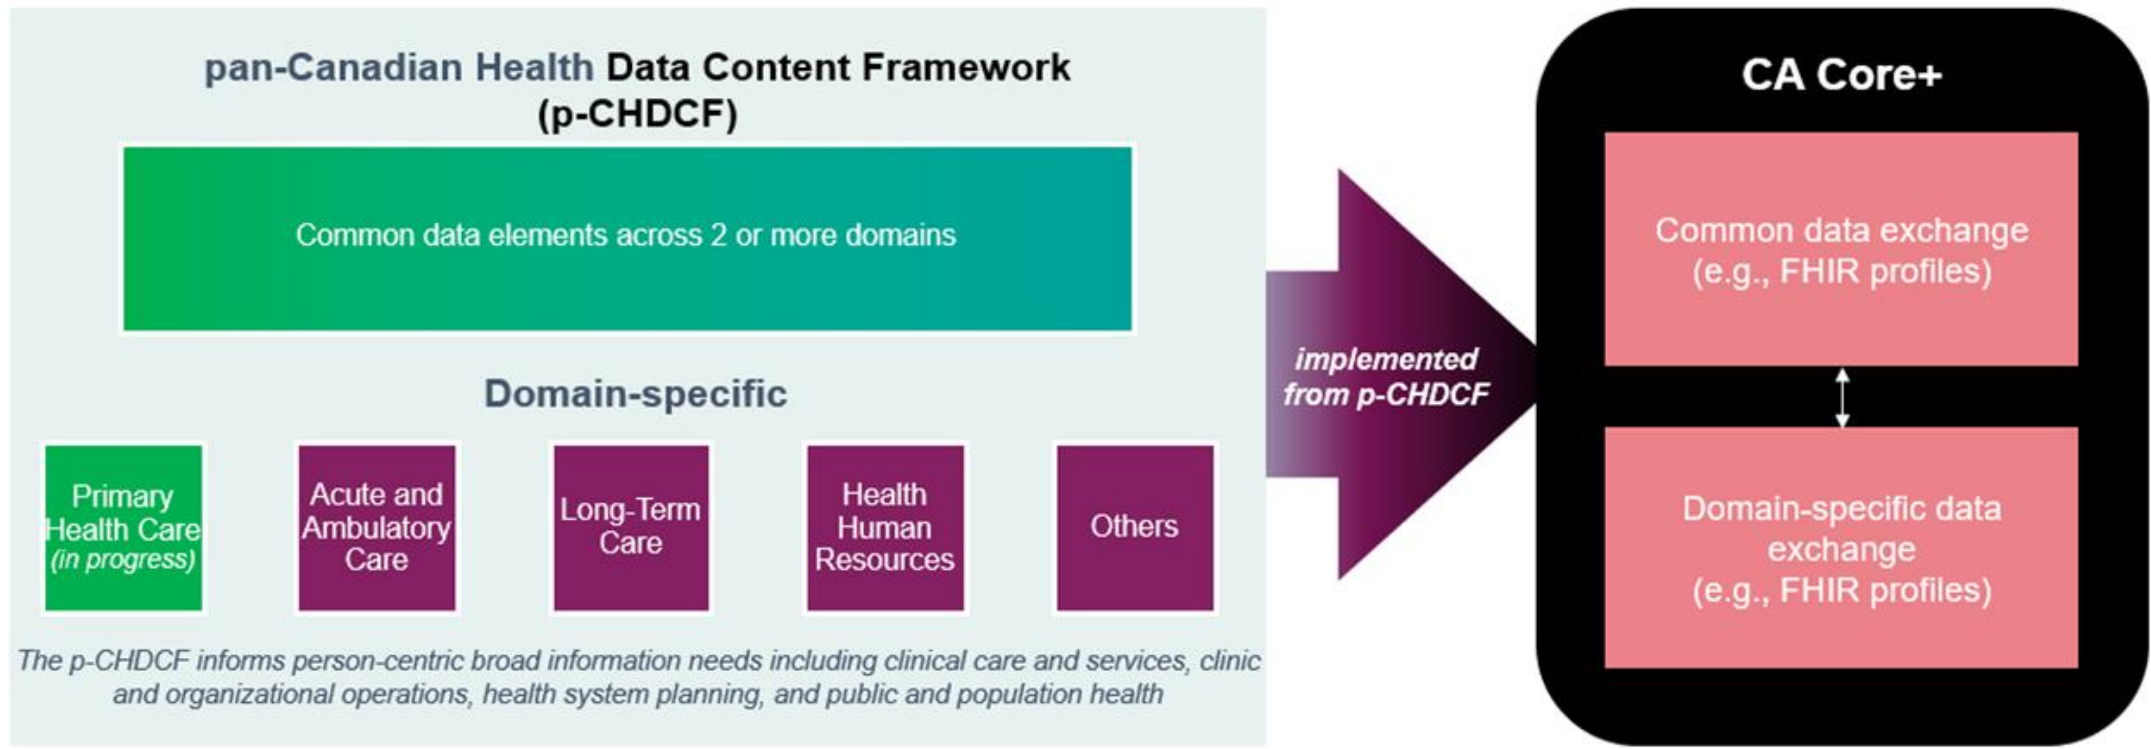 pan-Canadian Health Data Content Framework
(p-CHDCF)
Common data elements across 2 or more domains
Domain-specific
Primary
Health Care
(in progress)
Acute and
Ambulatory
Care
Long-Term
Care
Health
Human
Resources
Others
The p-CHDCF informs person-centric broad information needs including clinical care and services, clinic
and organizational operations, health system planning, and public and population health
implemented
from p-CHDCF
CA Core+
Common data exchange
(e.g., FHIR profiles)
Domain-specific data
exchange
(e.g., FHIR profiles)